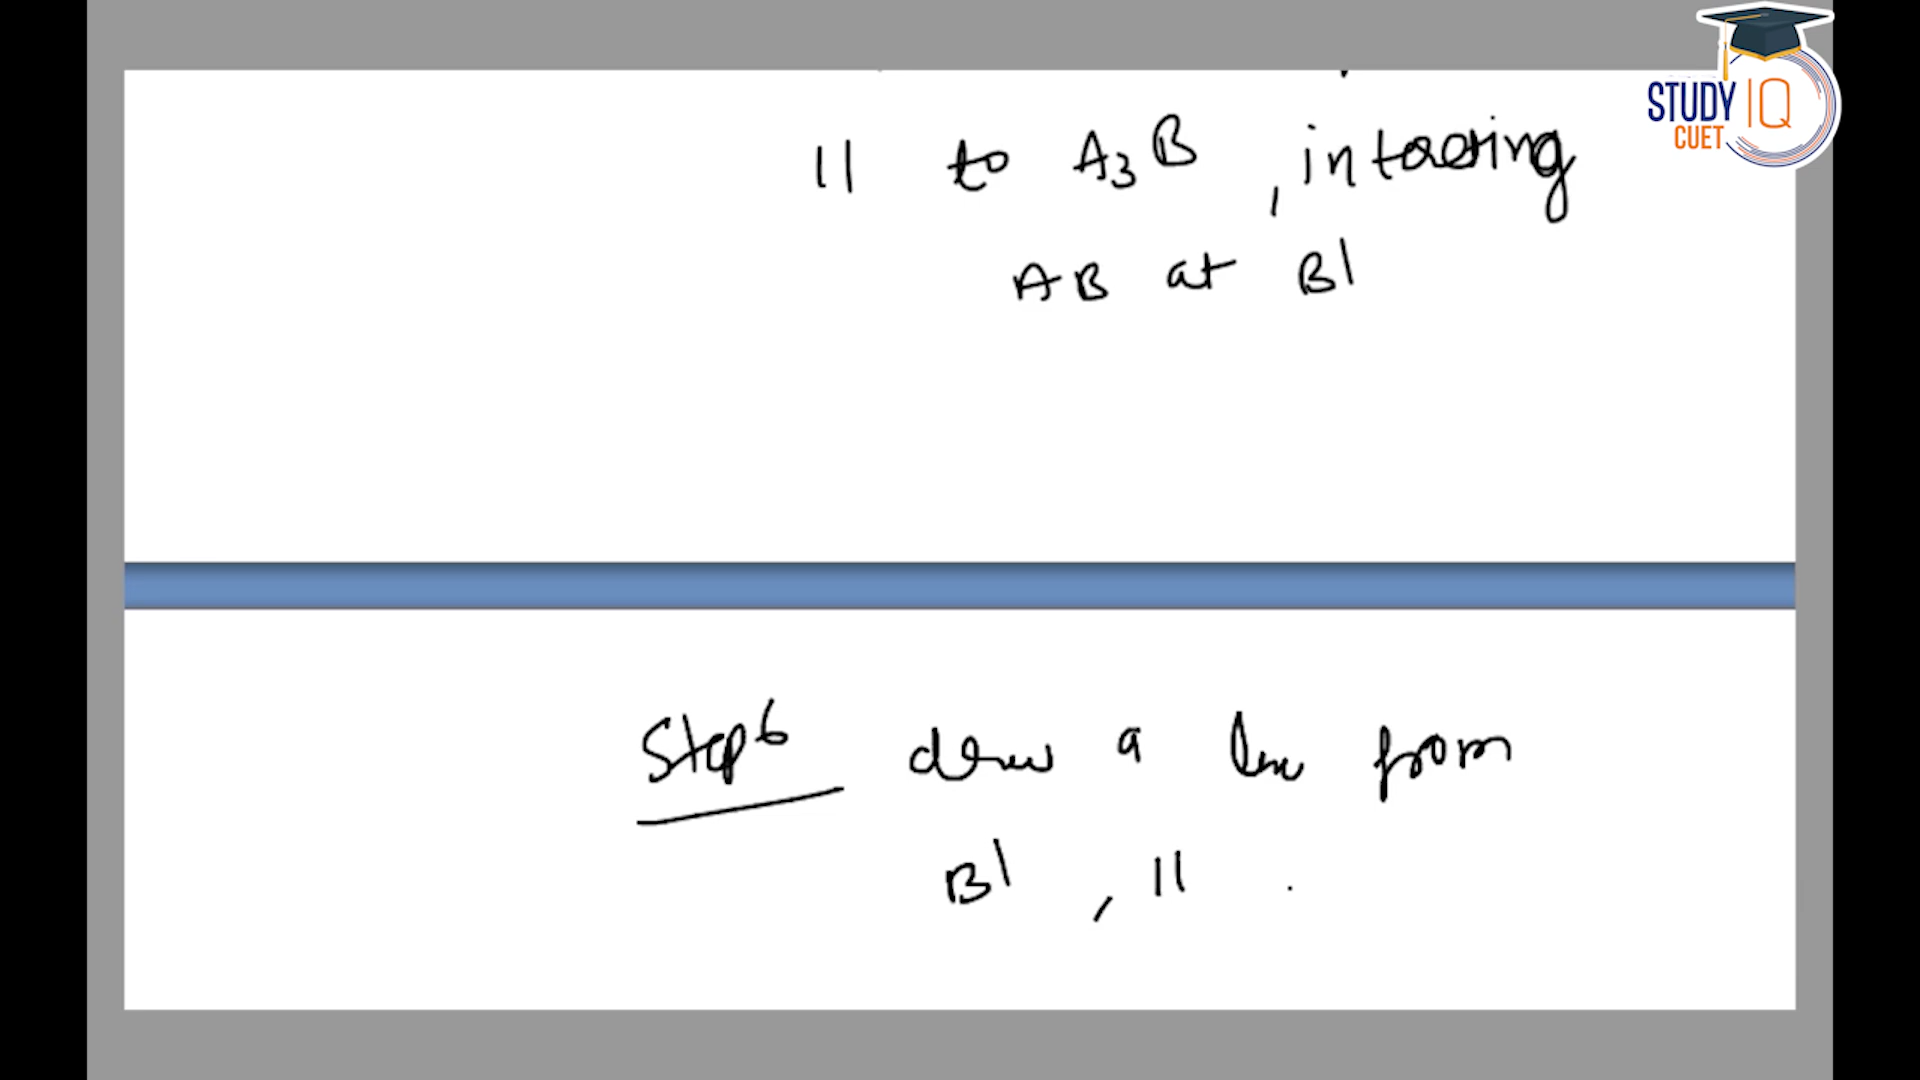 STUDY IQ
CUET
|| to A3B , intersecting
AB at B'
Step 6 draw a line from
B' , ||